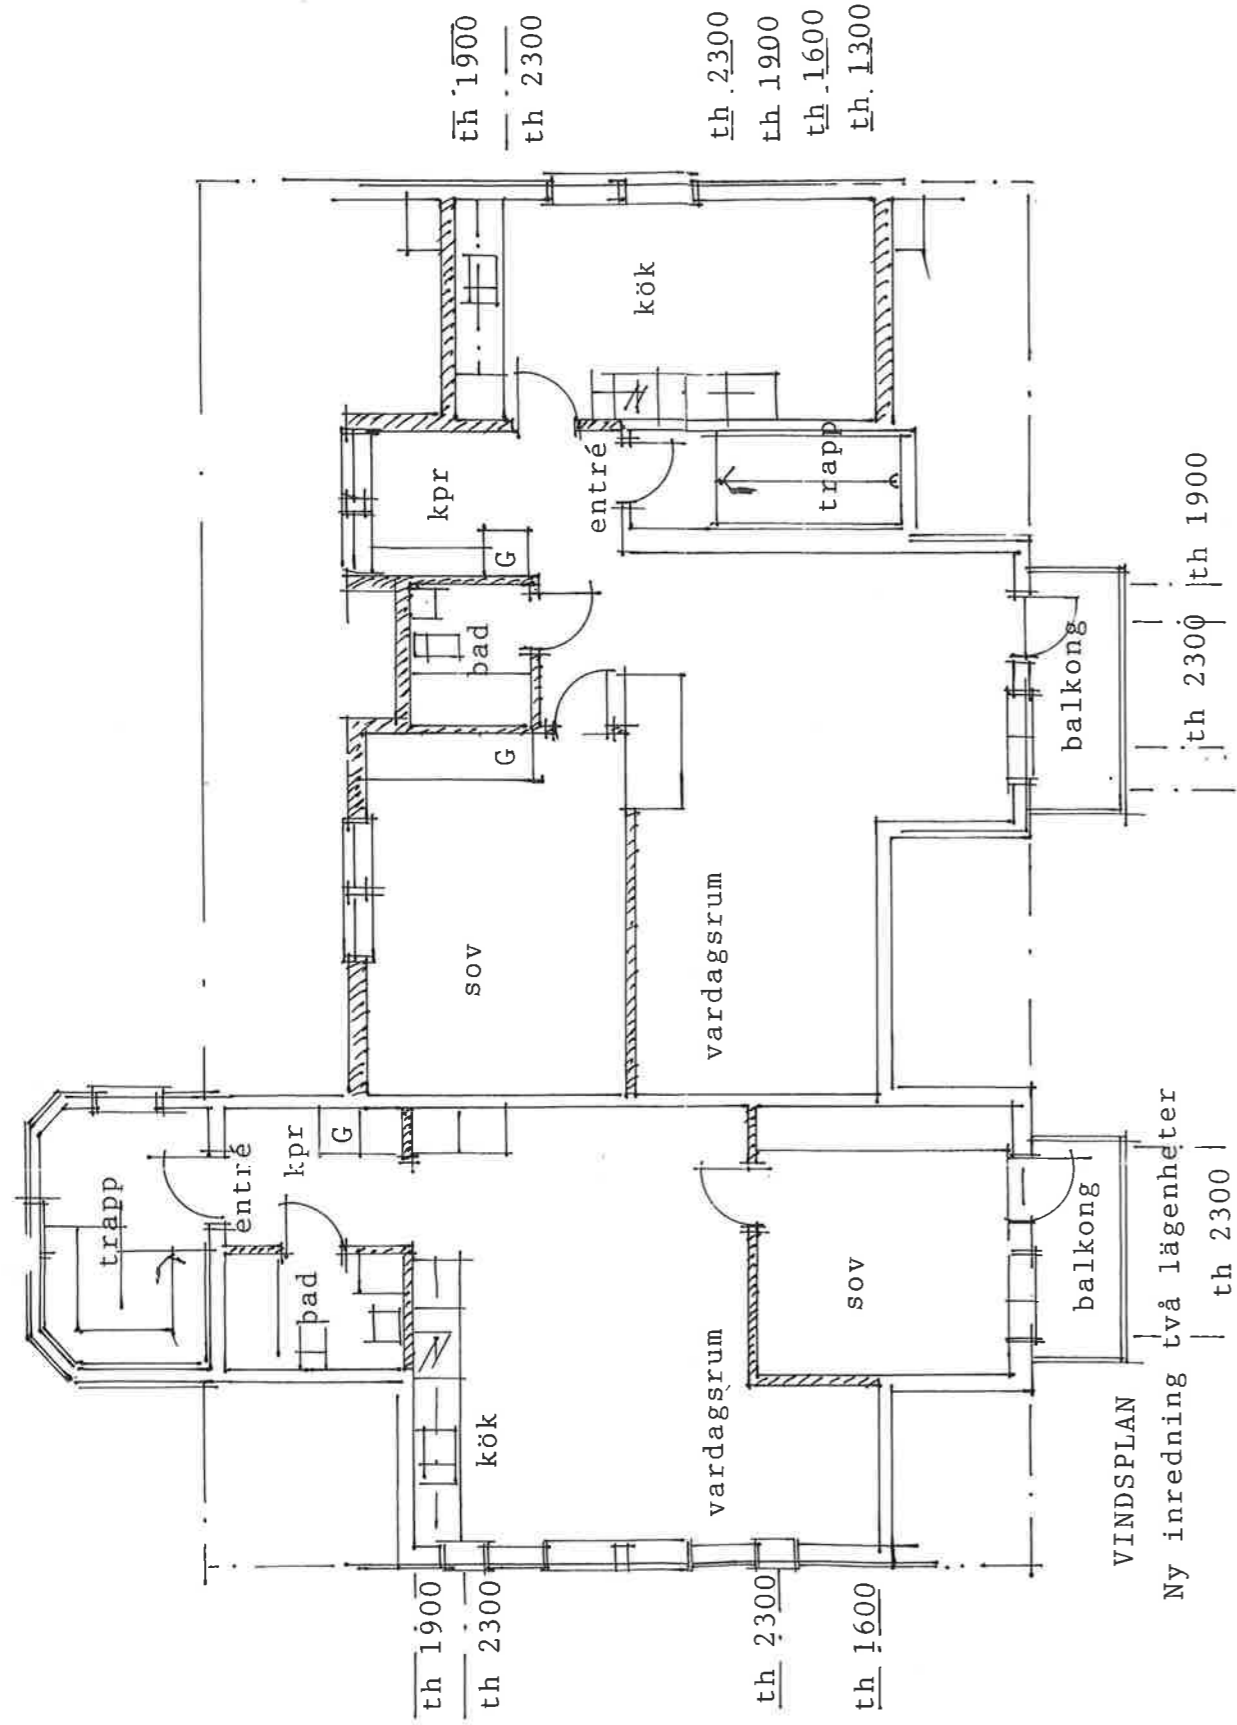 trapp
entré
kpr
G
bad
kök
vardagsrum
sov
balkong
sov
G
bad
G
kpr
entré
trapp
kök
vardagsrum
balkong
th 1900
th 2300
th 2300
th 1600
th 1900
th 2300
th 2300
th 1900
th 1600
th 1300
th 2300
th 2300
th 1900
VINDSPLAN
Ny inredning två lägenheter